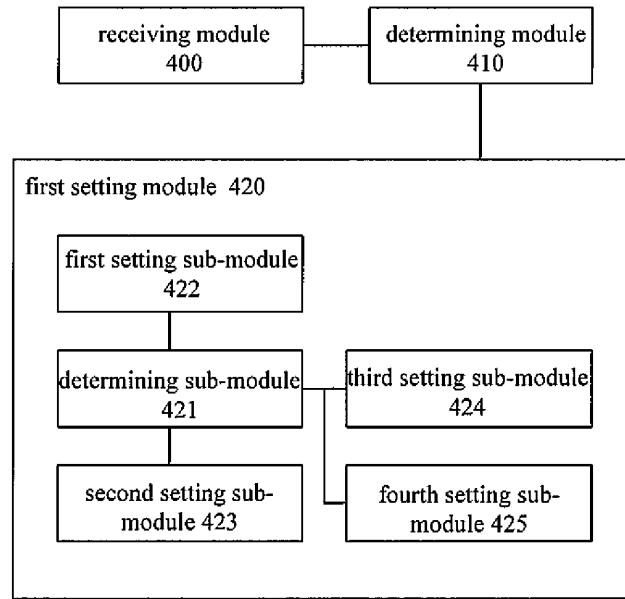 receiving module
400
determining module
410
first setting module 420
first setting sub-module
422
determining sub-module
421
third setting sub-module
424
second setting sub-
module 423
fourth setting sub-
module 425